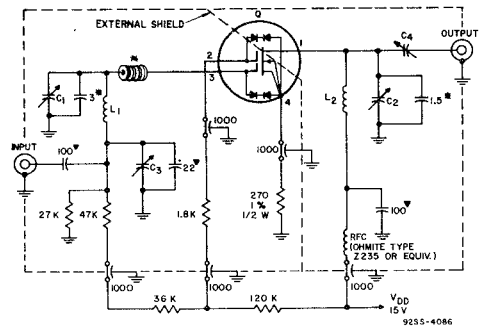 EXTERNAL SHIELD
Q
OUTPUT
C4
1
2
3
4
C1
3*
L1
1000
L2
C2
1.5*
INPUT
100▼
C3
22▼
1000
27K
47K
1.8K
270
1%
1/2 W
100▼
RFC
(OHMITE TYPE
Z235 OR EQUIV.)
1000
1000
1000
36 K
120 K
VDD
15V
92SS-4086